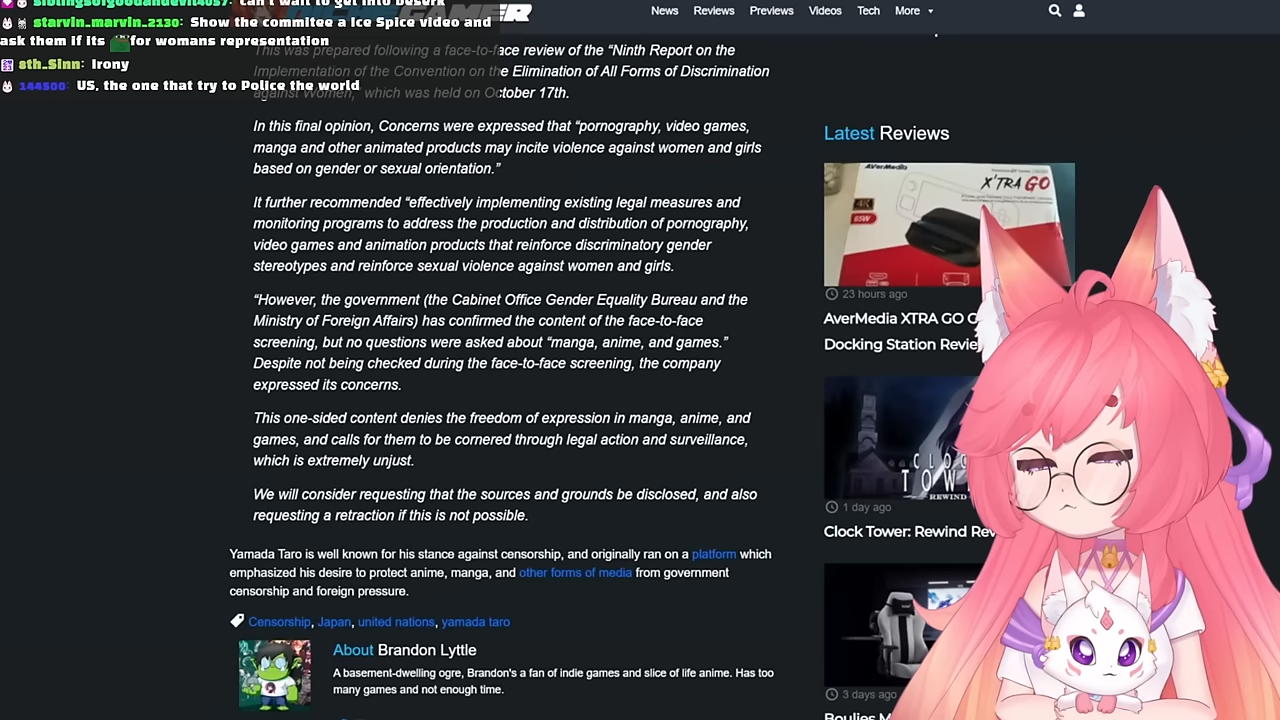 siblingsofgoodandevil4057: can't wait to get into beserk
starvin_marvin_2130: Show the commitee a Ice Spice video and
ask them if its for womans representation
sth_Sinn: Irony
144500: US, the one that try to Police the world
GAMER
News Reviews Previews Videos Tech More
This was prepared following a face-to-face review of the “Ninth Report on the
Implementation of the Convention on the Elimination of All Forms of Discrimination
against Women,” which was held on October 17th.
In this final opinion, Concerns were expressed that “pornography, video games,
manga and other animated products may incite violence against women and girls
based on gender or sexual orientation.”
It further recommended “effectively implementing existing legal measures and
monitoring programs to address the production and distribution of pornography,
video games and animation products that reinforce discriminatory gender
stereotypes and reinforce sexual violence against women and girls.
“However, the government (the Cabinet Office Gender Equality Bureau and the
Ministry of Foreign Affairs) has confirmed the content of the face-to-face
screening, but no questions were asked about “manga, anime, and games.”
Despite not being checked during the face-to-face screening, the company
expressed its concerns.
This one-sided content denies the freedom of expression in manga, anime, and
games, and calls for them to be cornered through legal action and surveillance,
which is extremely unjust.
We will consider requesting that the sources and grounds be disclosed, and also
requesting a retraction if this is not possible.
Yamada Taro is well known for his stance against censorship, and originally ran on a platform which
emphasized his desire to protect anime, manga, and other forms of media from government
censorship and foreign pressure.
Censorship, Japan, united nations, yamada taro
About Brandon Lyttle
A basement-dwelling ogre, Brandon's a fan of indie games and slice of life anime. Has too
many games and not enough time.
Latest Reviews
AVerMedia
X'TRA GO
4K
65W
23 hours ago
AverMedia XTRA GO
Docking Station
CLOC
TOW
REWIND
1 day ago
Clock Tower: Rewind
3 days ago
Boulies